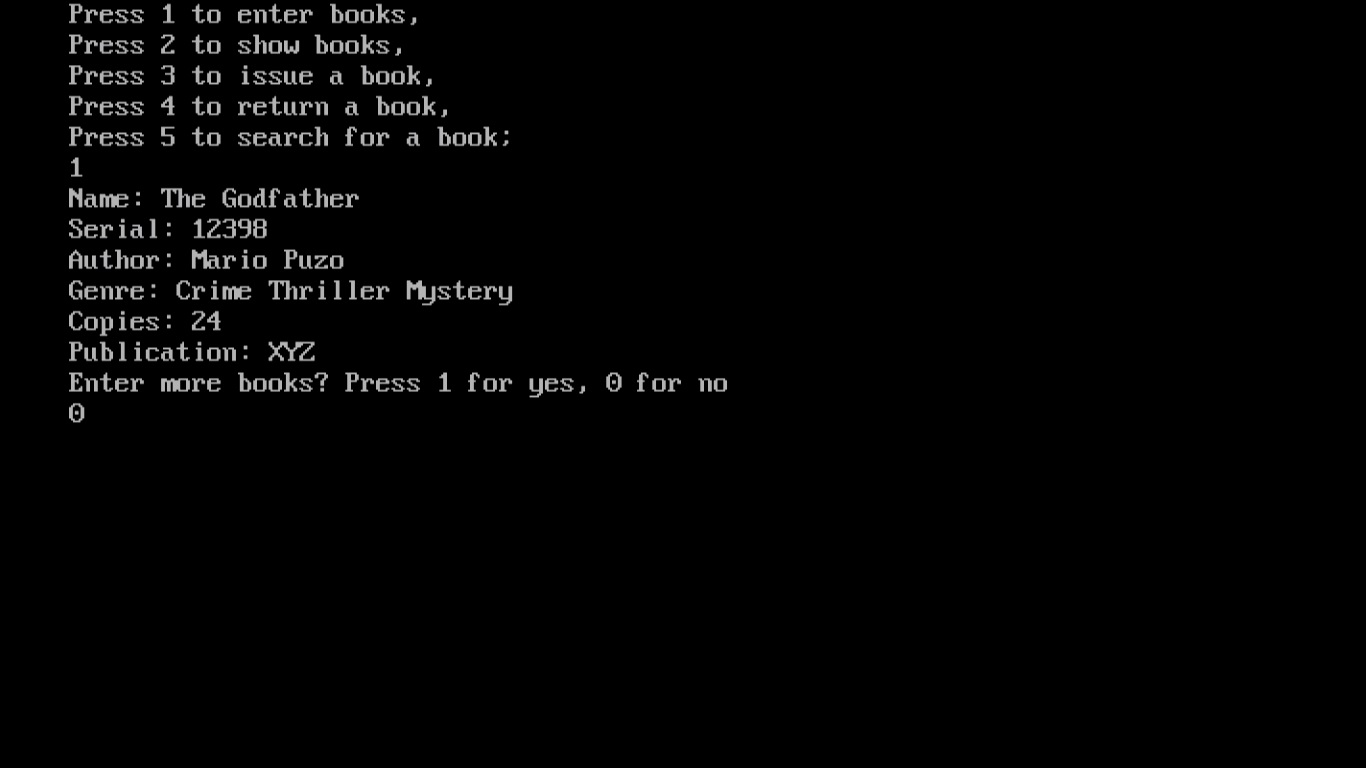 Press 1 to enter books,
Press 2 to show books,
Press 3 to issue a book,
Press 4 to return a book,
Press 5 to search for a book;
1
Name: The Godfather
Serial: 12398
Author: Mario Puzo
Genre: Crime Thriller Mystery
Copies: 24
Publication: XYZ
Enter more books? Press 1 for yes, 0 for no
0